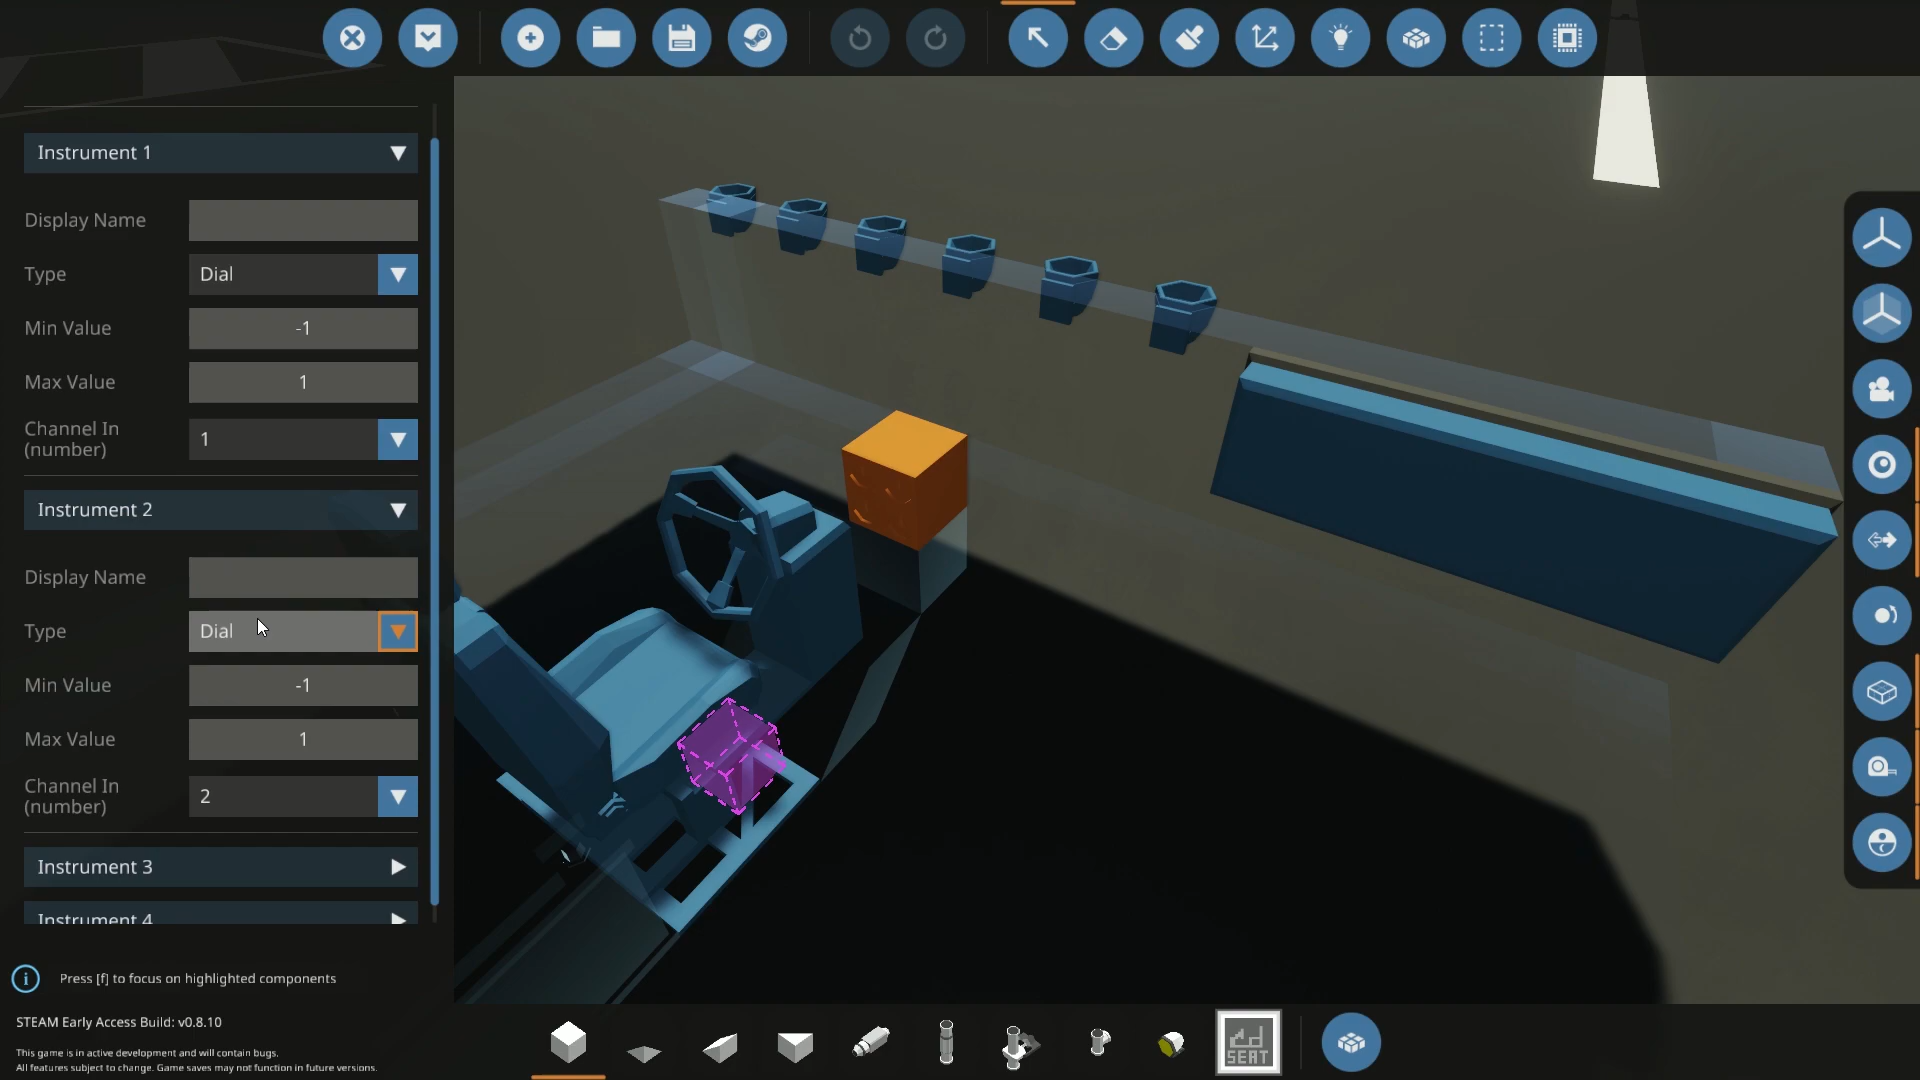 Instrument 1
Display Name
Type
Dial
Min Value
-1
Max Value
1
Channel In
(number)
1
Instrument 2
Display Name
Type
Dial
Min Value
-1
Max Value
1
Channel In
(number)
2
Instrument 3
Instrument 4
Press [f] to focus on highlighted components
STEAM Early Access Build: v0.8.10
This game is in active development and will contain bugs.
All features subject to change. Game saves may not function in future versions.
SEAT